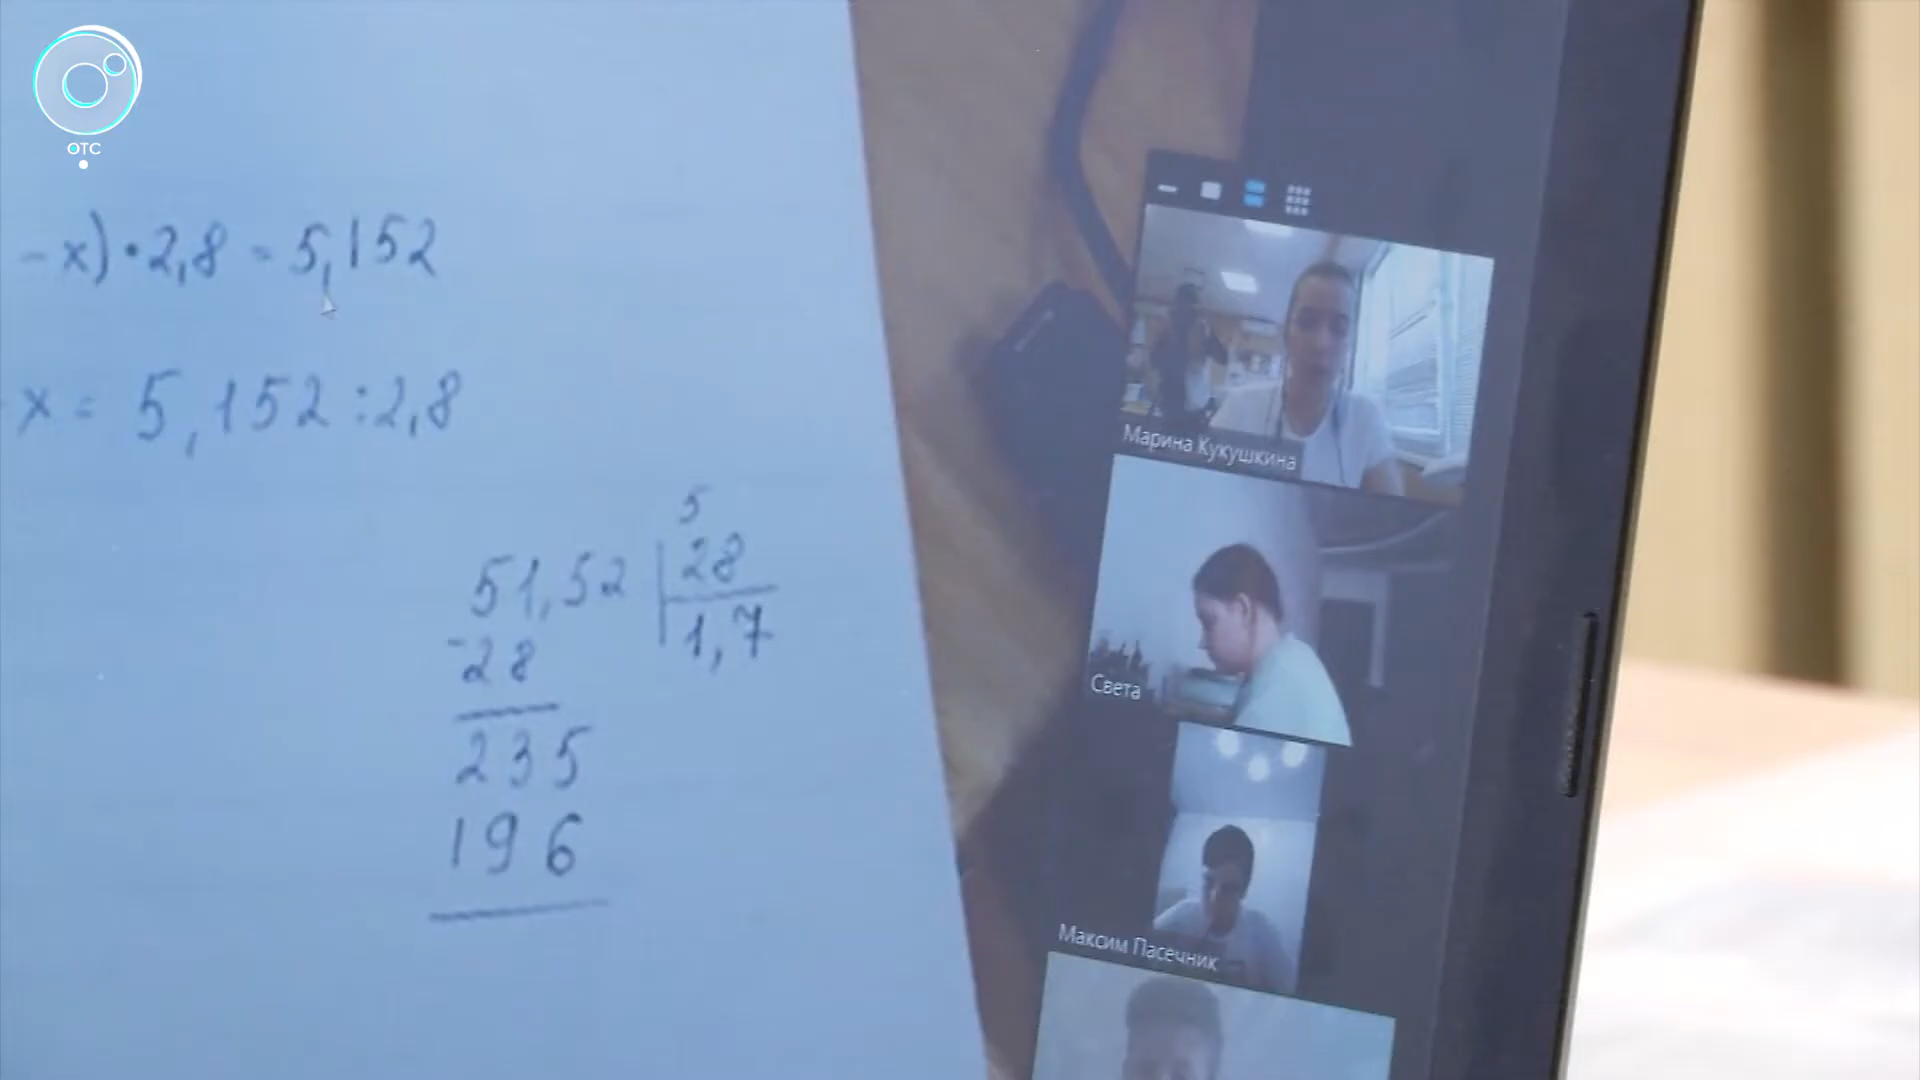 ОТС
-x)·2,8=5,152
x=5,152:2,8
5
51,52 28
-28 1,7
235
196
Марина Кукушкина
Света
Максим Пасечник